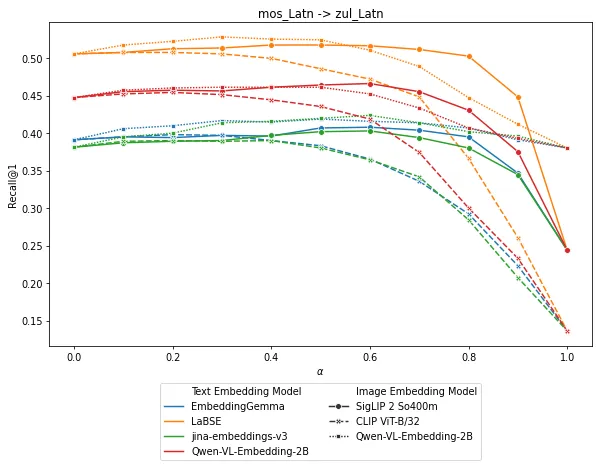 mos_Latn -> zul_Latn
Recall@1
0.50
0.45
0.40
0.35
0.30
0.25
0.20
0.15
0.0 0.2 0.4 0.6 0.8 1.0
α
Text Embedding Model
EmbeddingGemma
LaBSE
jina-embeddings-v3
Qwen-VL-Embedding-2B
Image Embedding Model
SigLIP 2 So400m
CLIP ViT-B/32
Qwen-VL-Embedding-2B